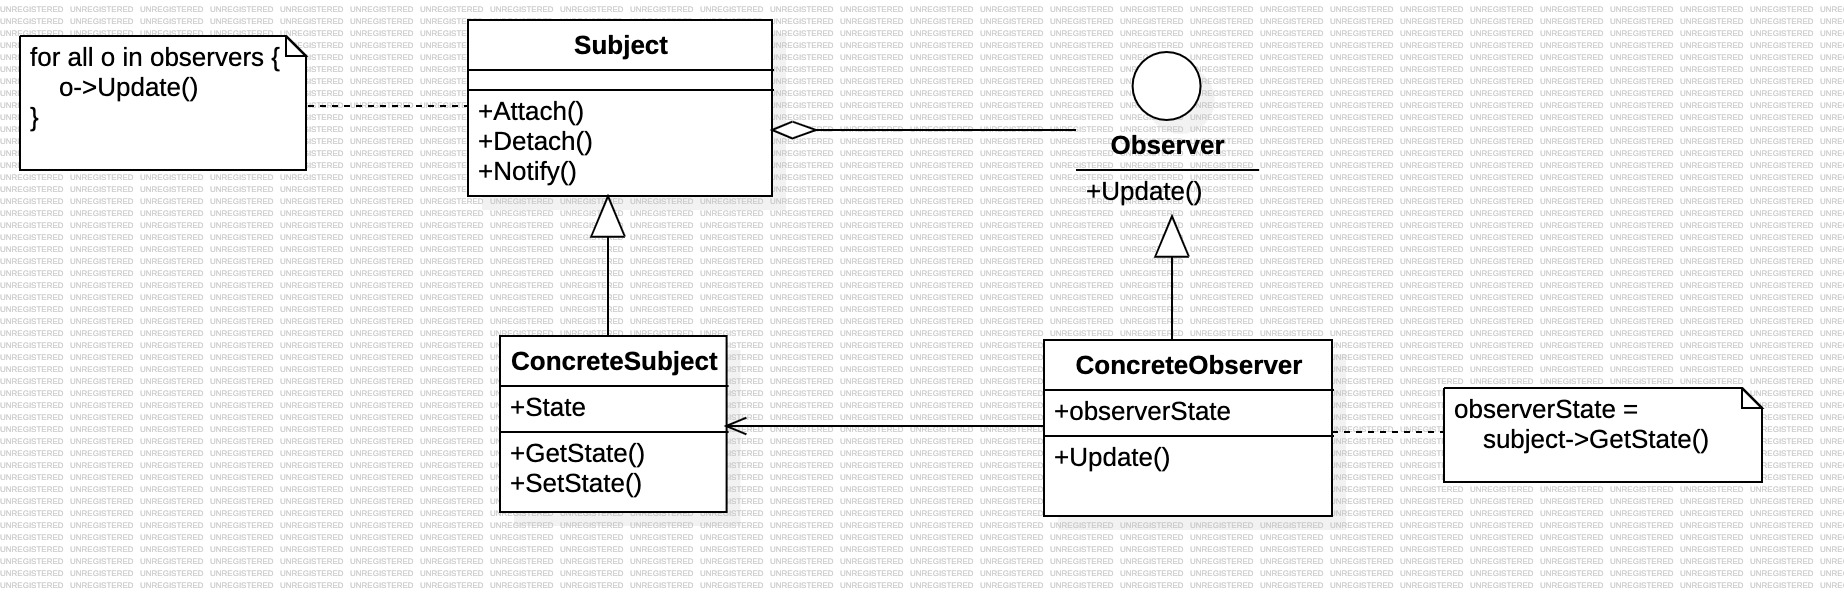 for all o in observers {
o->Update()
}
Subject
+Attach()
+Detach()
+Notify()
Observer
+Update()
ConcreteSubject
+State
+GetState()
+SetState()
ConcreteObserver
+observerState
+Update()
observerState =
subject->GetState()
UNREGISTERED